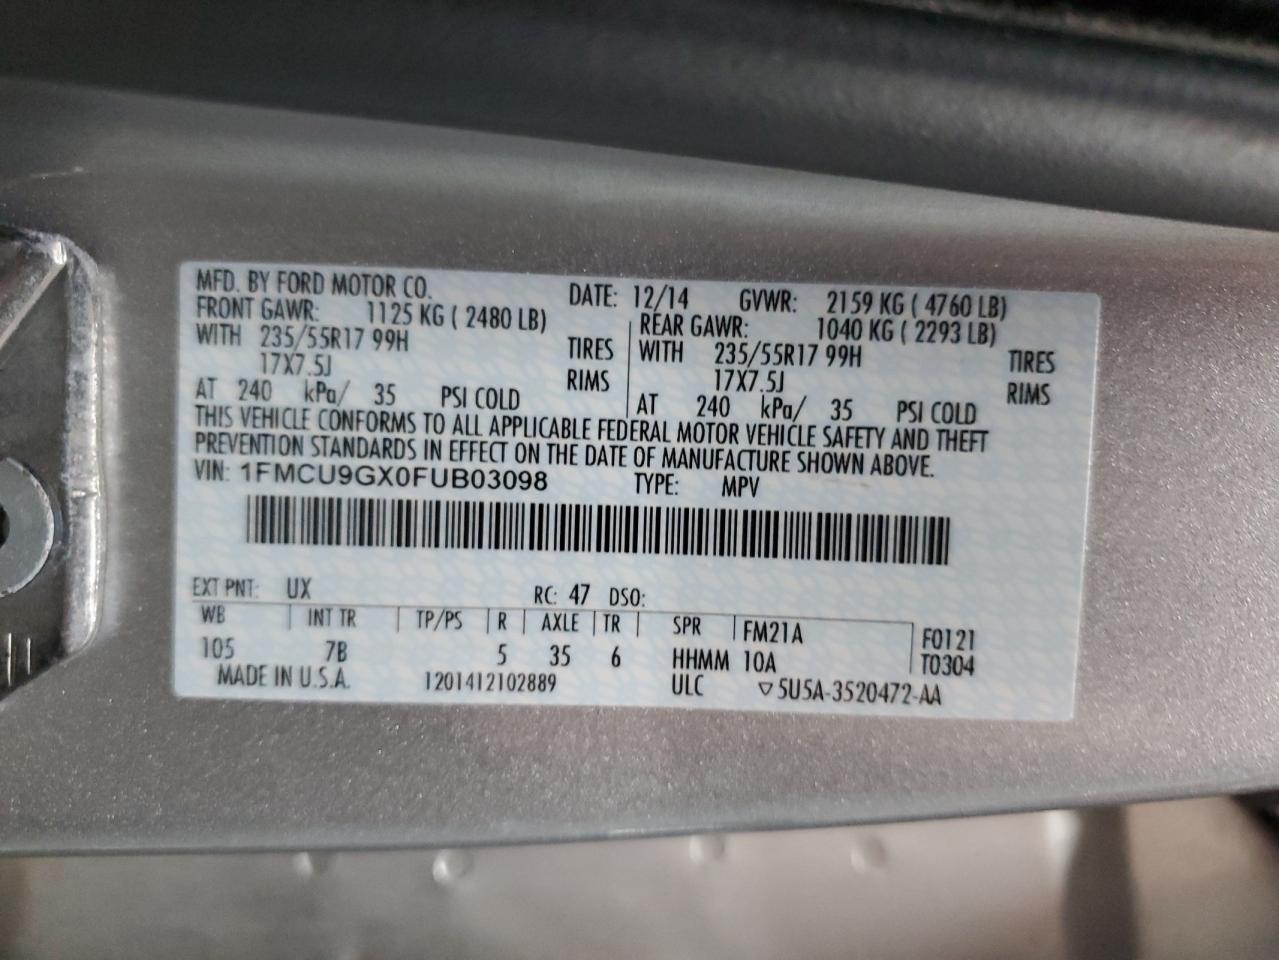 MFD. BY FORD MOTOR CO. DATE: 12/14 GVWR: 2159 KG ( 4760 LB)
FRONT GAWR: 1125 KG ( 2480 LB) REAR GAWR: 1040 KG ( 2293 LB)
WITH 235/55R17 99H TIRES WITH 235/55R17 99H TIRES
17X7.5J RIMS 17X7.5J RIMS
AT 240 kPa/ 35 PSI COLD AT 240 kPa/ 35 PSI COLD
THIS VEHICLE CONFORMS TO ALL APPLICABLE FEDERAL MOTOR VEHICLE SAFETY AND THEFT
PREVENTION STANDARDS IN EFFECT ON THE DATE OF MANUFACTURE SHOWN ABOVE.
VIN: 1FMCU9GX0FUB03098 TYPE: MPV
EXT PNT: UX RC: 47 DSO:
WB INT TR TP/PS R AXLE TR SPR FM21A F0121
105 7B 5 35 6 HHMM 10A T0304
MADE IN U.S.A. 1201412102889 ULC ▽5U5A-3520472-AA